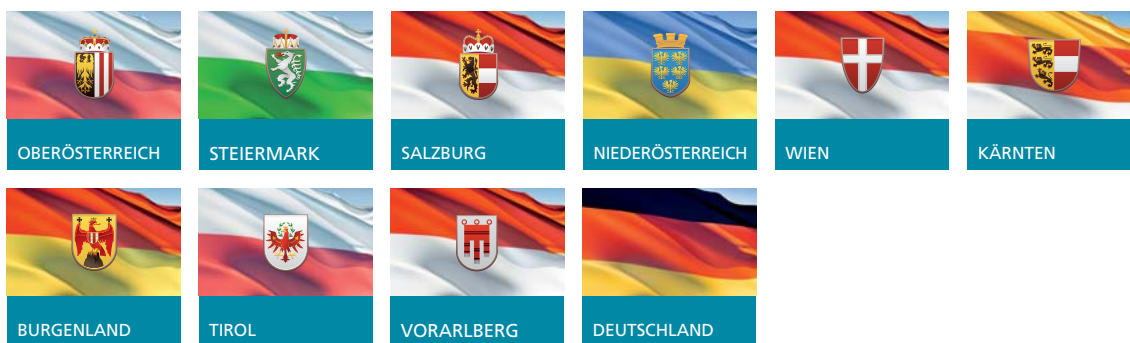 OBERÖSTERREICH
STEIERMARK
SALZBURG
NIEDERÖSTERREICH
WIEN
KÄRNTEN
BURGENLAND
TIROL
VORARLBERG
DEUTSCHLAND